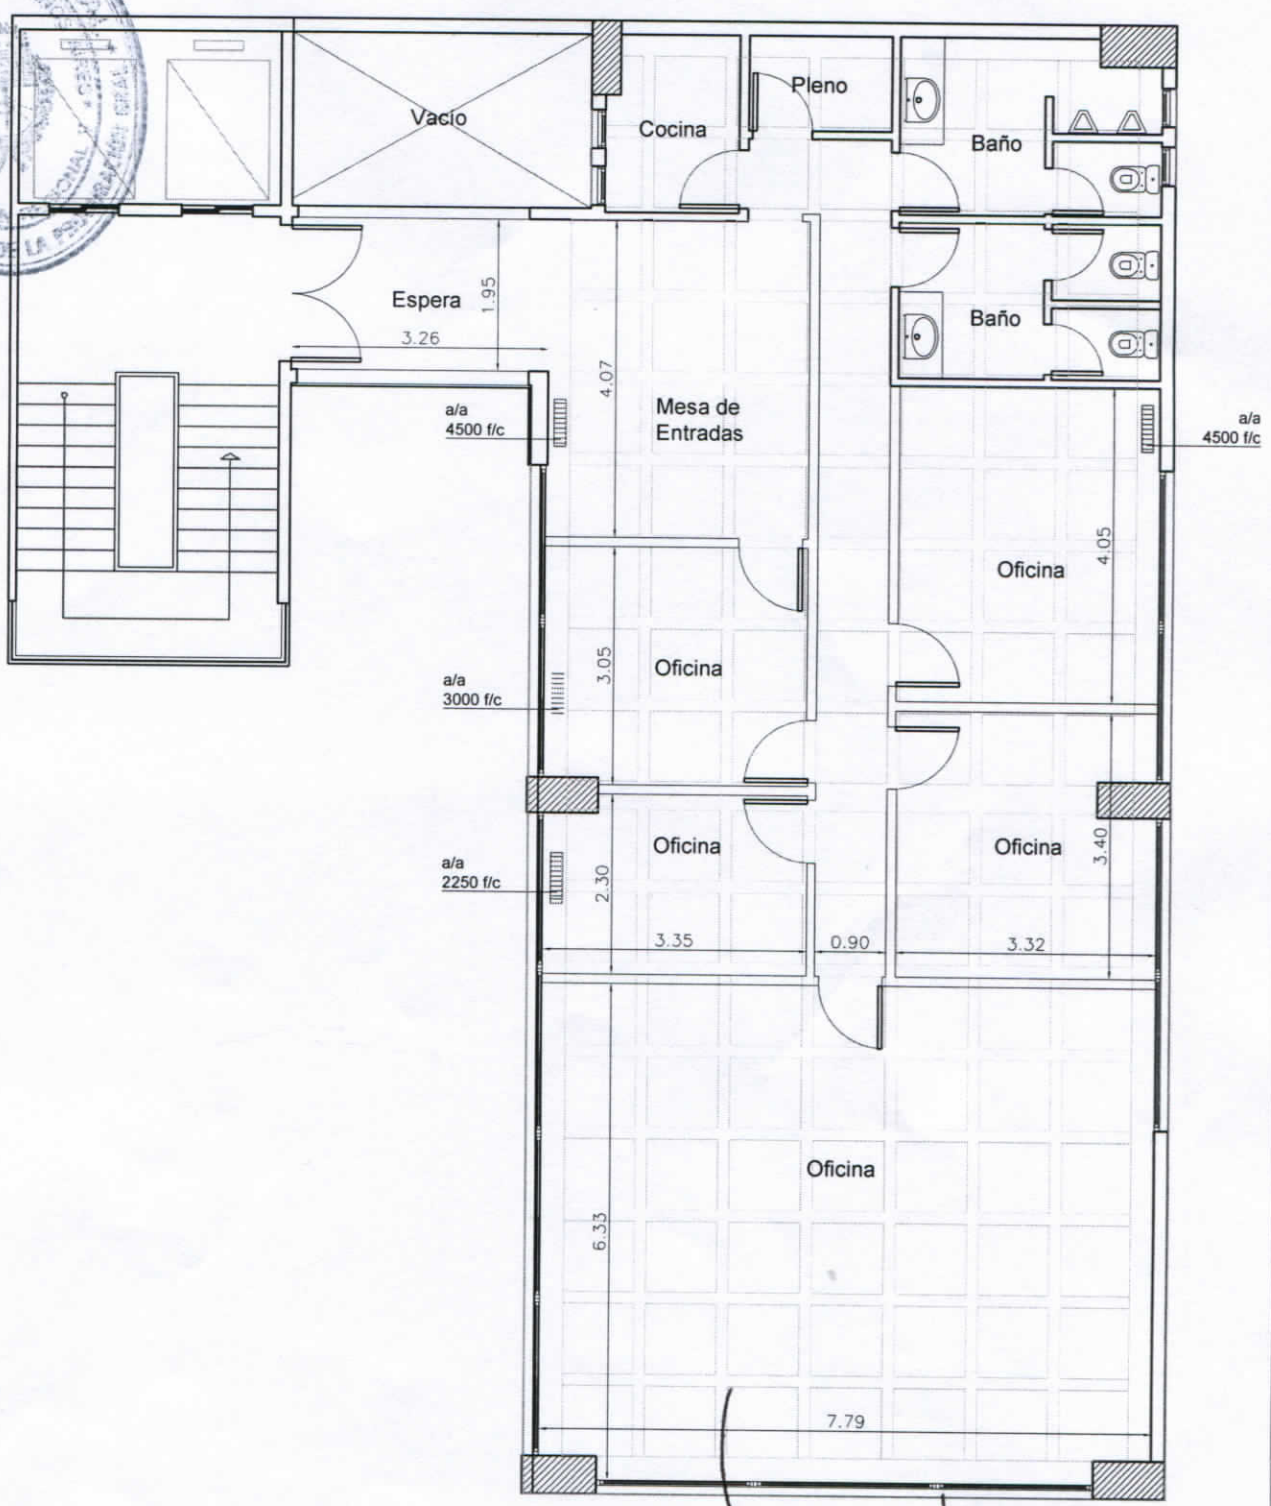 Vacío
Cocina
Pleno
Baño
Espera
1.95
3.26
Baño
4.07
Mesa de
Entradas
a/a
4500 f/c
a/a
4500 f/c
4.05
Oficina
3.05
Oficina
a/a
3000 f/c
Oficina
Oficina
3.40
a/a
2250 f/c
2.30
3.35
0.90
3.32
Oficina
6.33
7.79